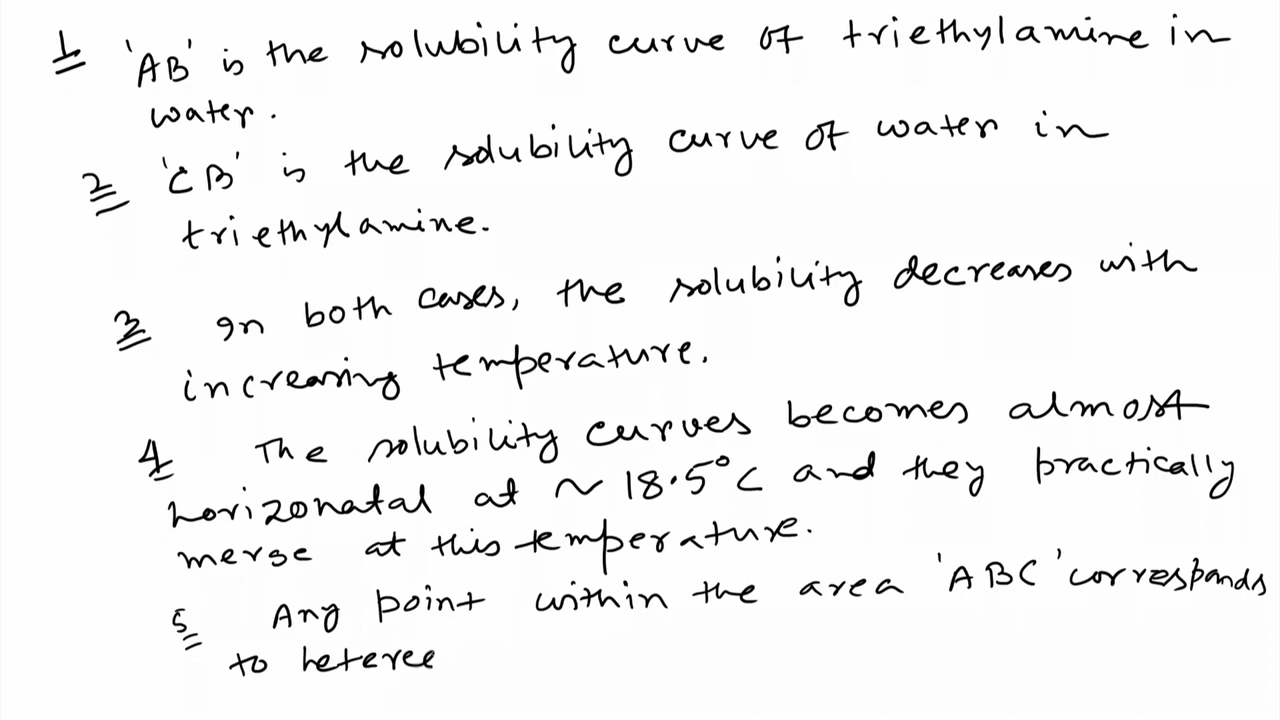 1 'AB' is the solubility curve of triethylamine in
water.
2 'CB' is the solubility curve of water in
triethylamine.
3 In both cases, the solubility decreases with
increasing temperature.
4 The solubility curves becomes almost
horizonatal at ~ 18.5°C and they practically
merge at this temperature.
5 Any point within the area 'ABC' corresponds
to heteree